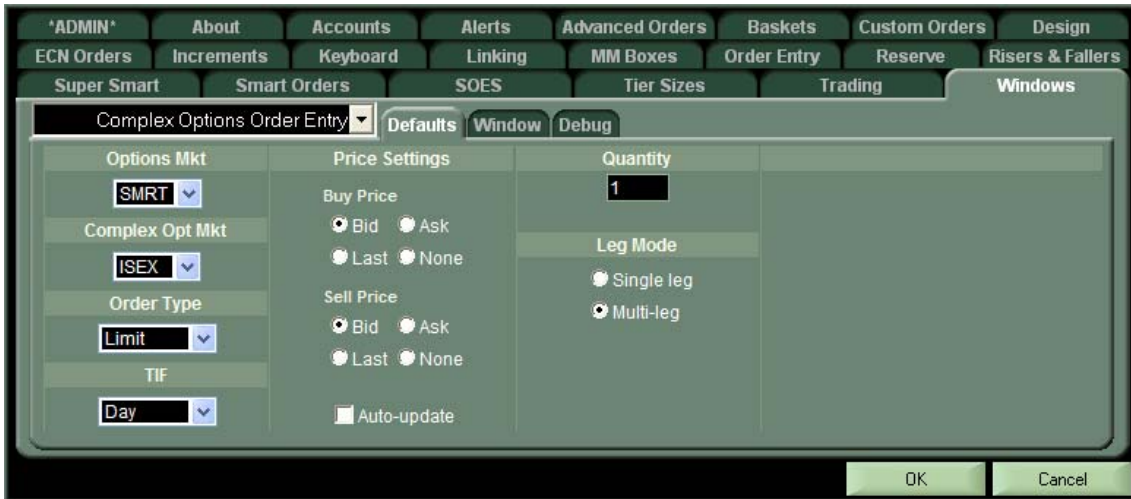 *ADMIN* About Accounts Alerts Advanced Orders Baskets Custom Orders Design
ECN Orders Increments Keyboard Linking MM Boxes Order Entry Reserve Risers & Fallers
Super Smart Smart Orders SOES Tier Sizes Trading Windows
Complex Options Order Entry Defaults Window Debug
Options Mkt Price Settings Quantity
SMRT Buy Price 1
Bid Ask
Complex Opt Mkt
Last None Leg Mode
ISEX Single leg
Order Type Sell Price
Multi-leg
Limit Bid Ask
Last None
TIF
Day Auto-update
OK Cancel